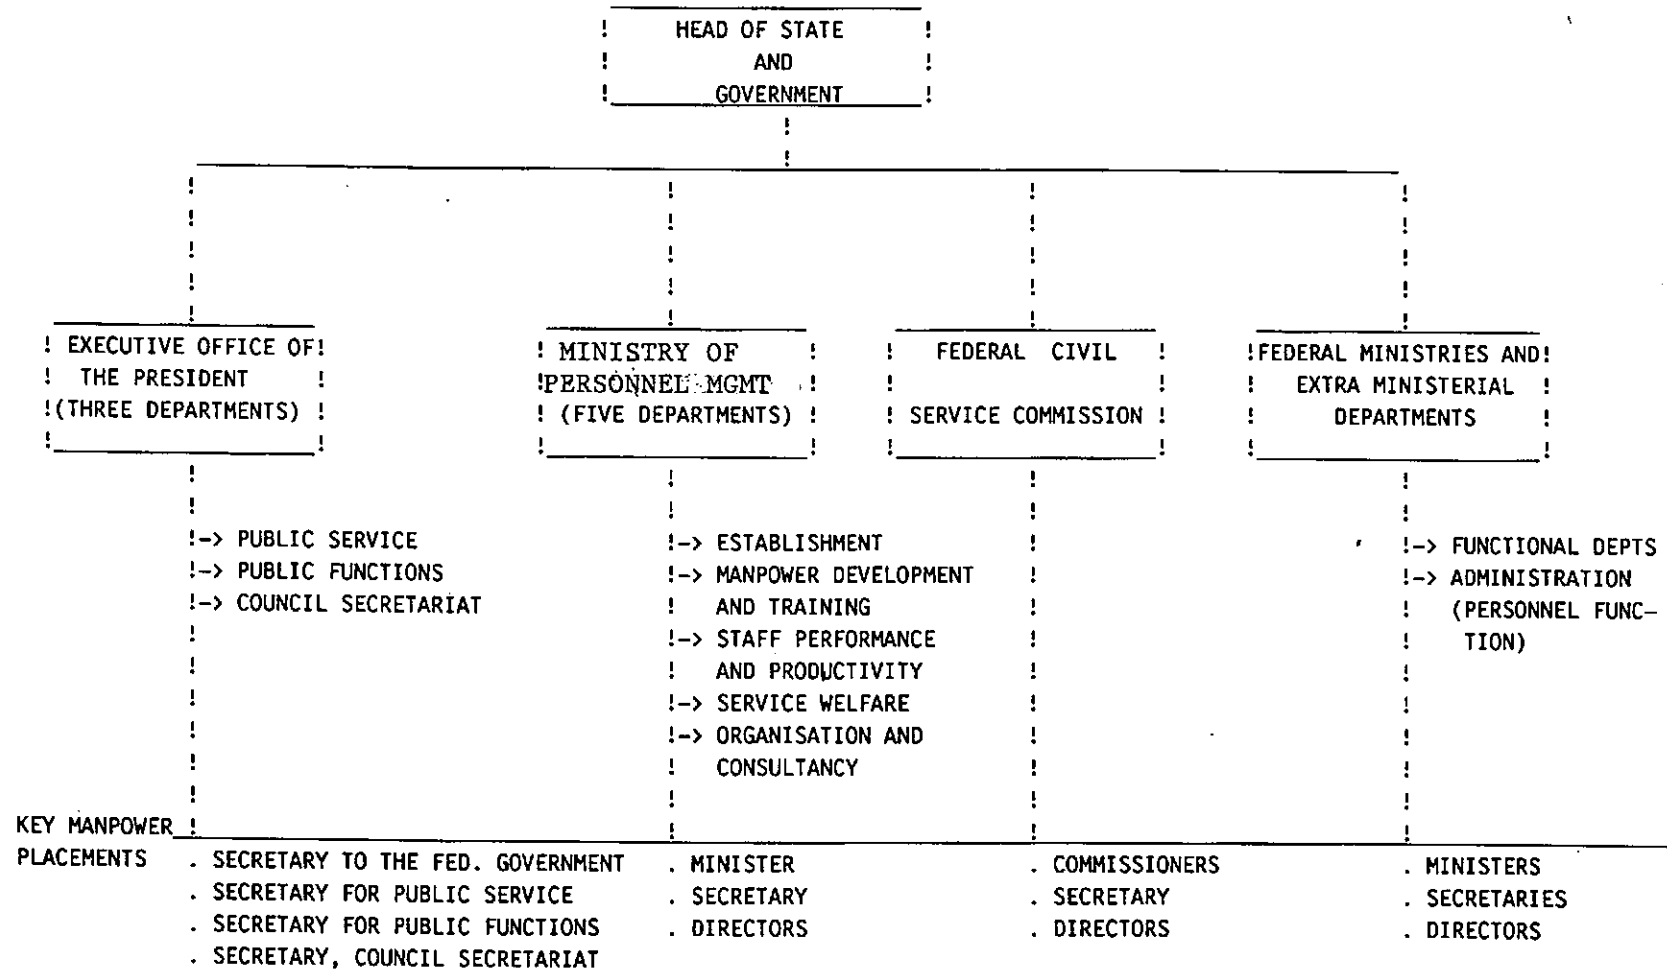 HEAD OF STATE
AND
GOVERNMENT
EXECUTIVE OFFICE OF
THE PRESIDENT
(THREE DEPARTMENTS)
MINISTRY OF
PERSONNEL MGMT
(FIVE DEPARTMENTS)
FEDERAL CIVIL
SERVICE COMMISSION
FEDERAL MINISTRIES AND
EXTRA MINISTERIAL
DEPARTMENTS
!-> PUBLIC SERVICE
!-> PUBLIC FUNCTIONS
!-> COUNCIL SECRETARIAT
!-> ESTABLISHMENT
!-> MANPOWER DEVELOPMENT
AND TRAINING
!-> STAFF PERFORMANCE
AND PRODUCTIVITY
!-> SERVICE WELFARE
!-> ORGANISATION AND
CONSULTANCY
!-> FUNCTIONAL DEPTS
!-> ADMINISTRATION
(PERSONNEL FUNC-
TION)
KEY MANPOWER
PLACEMENTS
. SECRETARY TO THE FED. GOVERNMENT
. SECRETARY FOR PUBLIC SERVICE
. SECRETARY FOR PUBLIC FUNCTIONS
. SECRETARY, COUNCIL SECRETARIAT
. MINISTER
. SECRETARY
. DIRECTORS
. COMMISSIONERS
. SECRETARY
. DIRECTORS
. MINISTERS
. SECRETARIES
. DIRECTORS